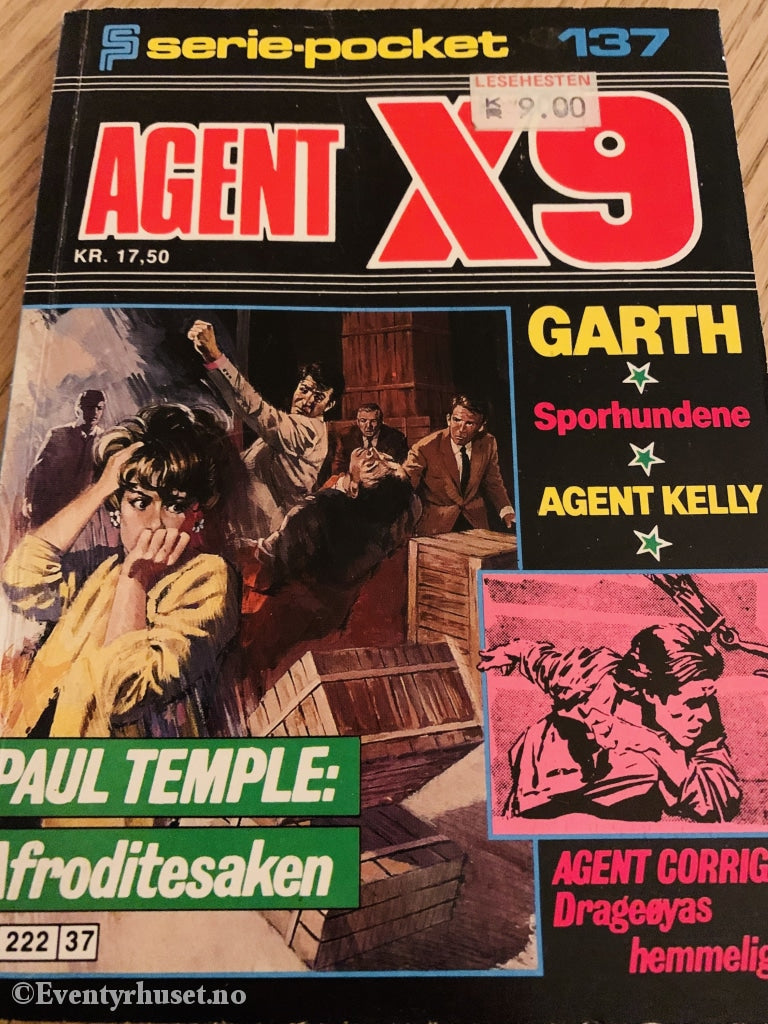 serie-pocket 137
LESEHESTEN
KR 9.00
AGENT X9
KR. 17,50
GARTH
Sporhundene
AGENT KELLY
PAUL TEMPLE:
Afroditesaken
222 37
AGENT CORRIG
Drageøyas
hemmelig
©Eventyrhuset.no